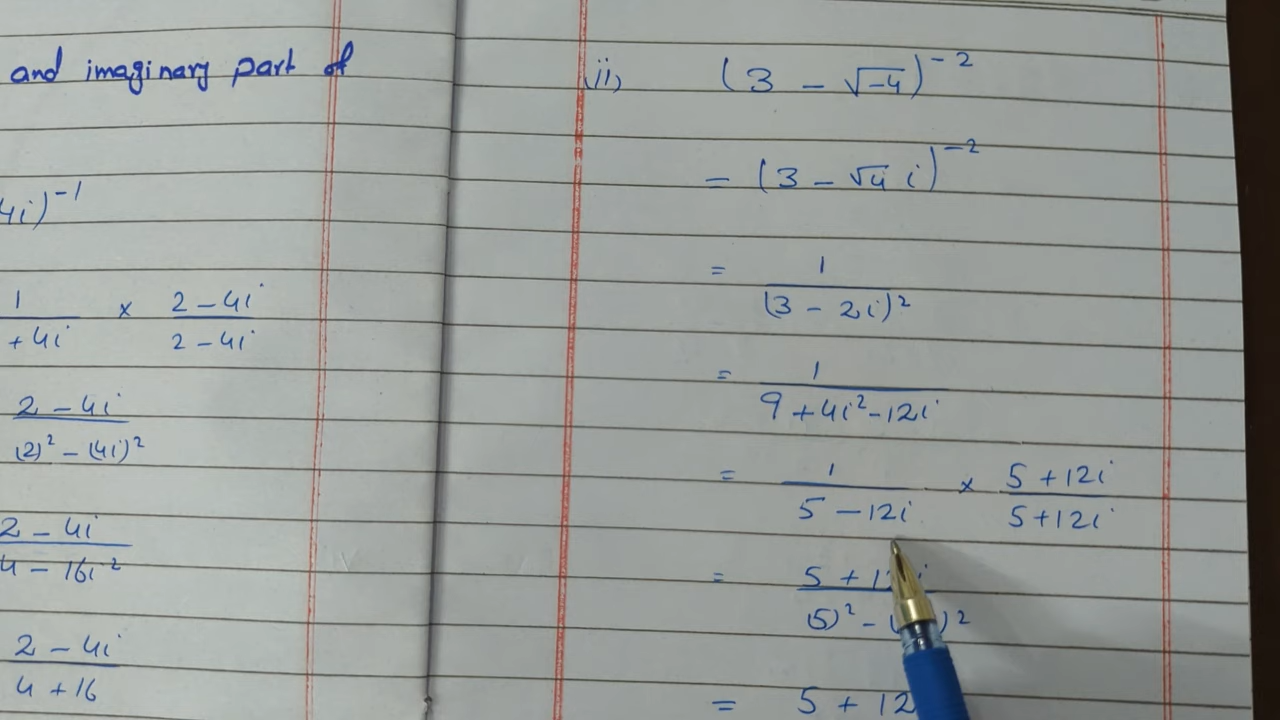 and imaginary part of
4i)^-1
1 × 2 - 4i
+4i 2 - 4i
2 - 4i
(2)² - (4i)²
2 - 4i
4 - 16i²
2 - 4i
4 + 16
(ii) (3 - √-4)^-2
= (3 - √4 i)^-2
= 1
(3 - 2i)²
= 1
9 + 4i² - 12i
= 1 × 5 + 12i
5 - 12i 5 + 12i
= 5 + 1 i
(5)² - ( )²
= 5 + 12